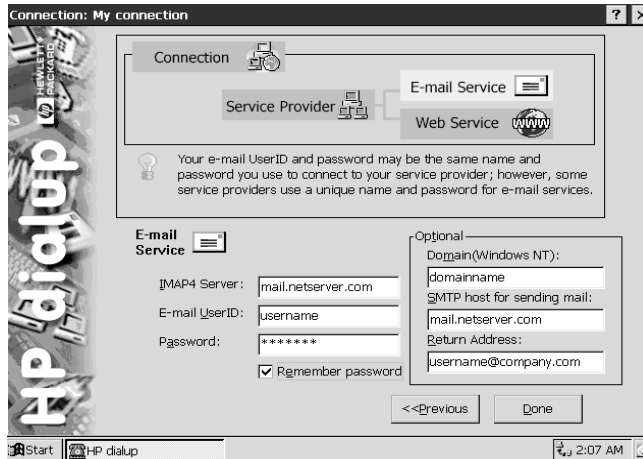 Connection: My connection
?
HEWLETT
PACKARD
HP dialup
Connection
Service Provider
E-mail Service
Web Service
WWW
Your e-mail UserID and password may be the same name and
password you use to connect to your service provider; however, some
service providers use a unique name and password for e-mail services.
E-mail
Service
IMAP4 Server:
mail.netserver.com
E-mail UserID:
username
Password:
*******
Remember password
Optional
Domain(Windows NT):
domainname
SMTP host for sending mail:
mail.netserver.com
Return Address:
username@company.com
<<Previous
Done
Start
HP dialup
2:07 AM